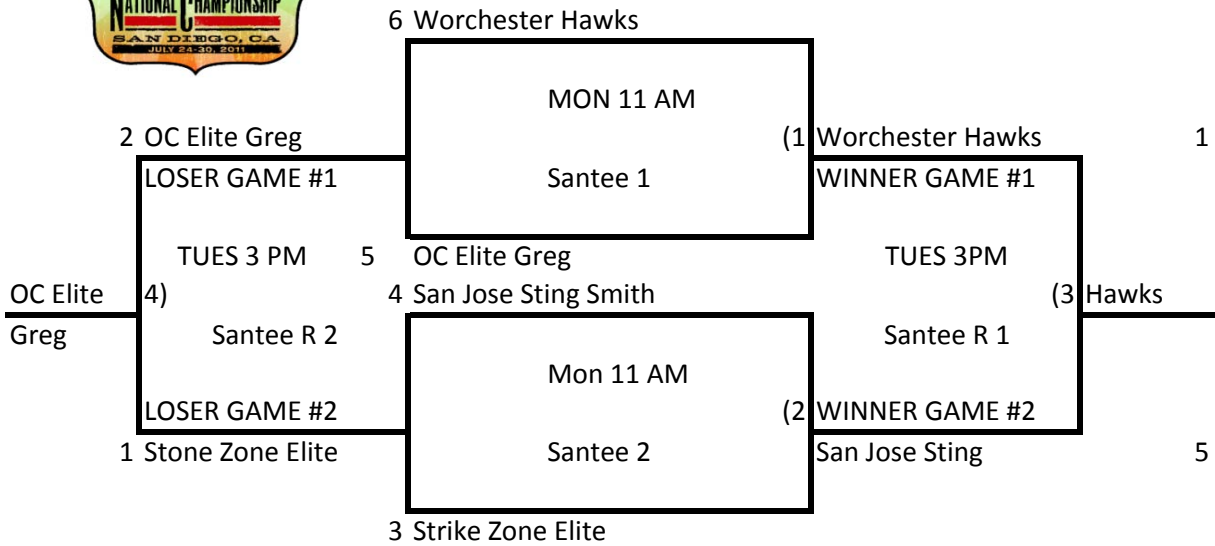 NATIONAL CHAMPIONSHIP
SAN DIEGO, CA
JULY 24-30, 2011
6 Worchester Hawks
MON 11 AM
2 OC Elite Greg
(1 Worchester Hawks 1
LOSER GAME #1
Santee 1
WINNER GAME #1
TUES 3 PM
5 OC Elite Greg
TUES 3PM
OC Elite 4)
4 San Jose Sting Smith
(3 Hawks
Greg
Santee R 2
Santee R 1
Mon 11 AM
LOSER GAME #2
(2 WINNER GAME #2
1 Stone Zone Elite
Santee 2
San Jose Sting 5
3 Strike Zone Elite